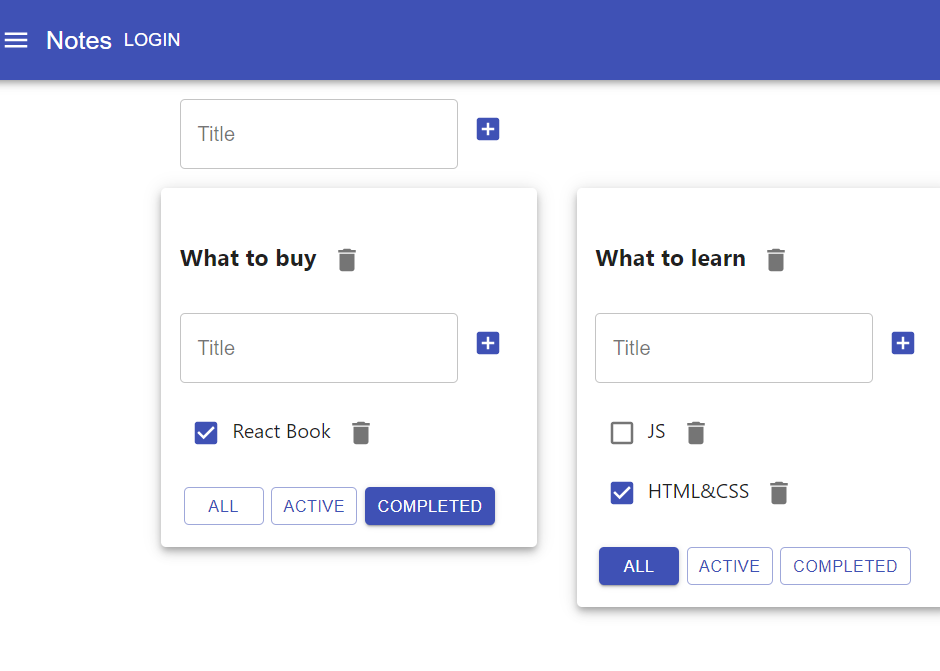 Notes LOGIN
Title
What to buy
Title
React Book
ALL ACTIVE COMPLETED
What to learn
Title
JS
HTML&CSS
ALL ACTIVE COMPLETED